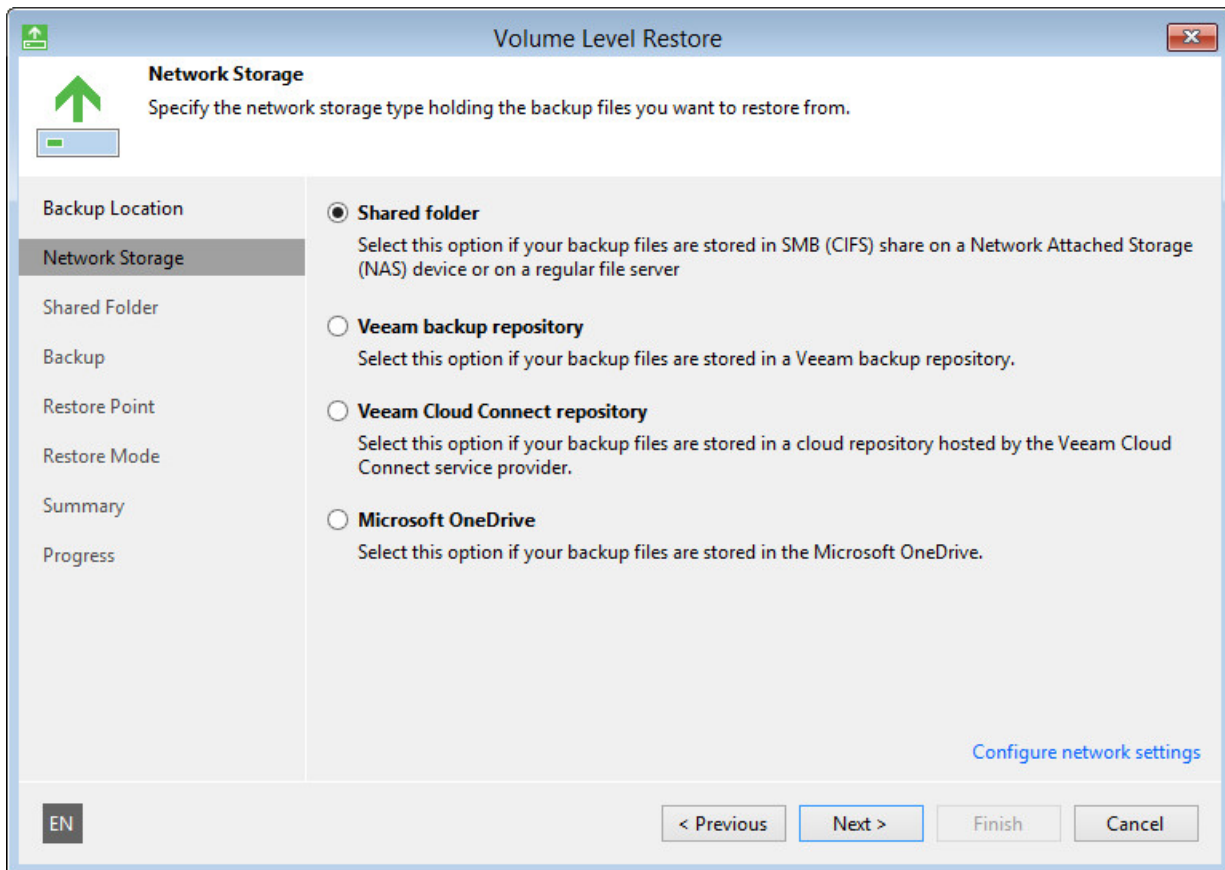 Volume Level Restore
Network Storage
Specify the network storage type holding the backup files you want to restore from.
Backup Location
Network Storage
Shared Folder
Backup
Restore Point
Restore Mode
Summary
Progress
Shared folder
Select this option if your backup files are stored in SMB (CIFS) share on a Network Attached Storage
(NAS) device or on a regular file server
Veeam backup repository
Select this option if your backup files are stored in a Veeam backup repository.
Veeam Cloud Connect repository
Select this option if your backup files are stored in a cloud repository hosted by the Veeam Cloud
Connect service provider.
Microsoft OneDrive
Select this option if your backup files are stored in the Microsoft OneDrive.
Configure network settings
EN
< Previous
Next >
Finish
Cancel